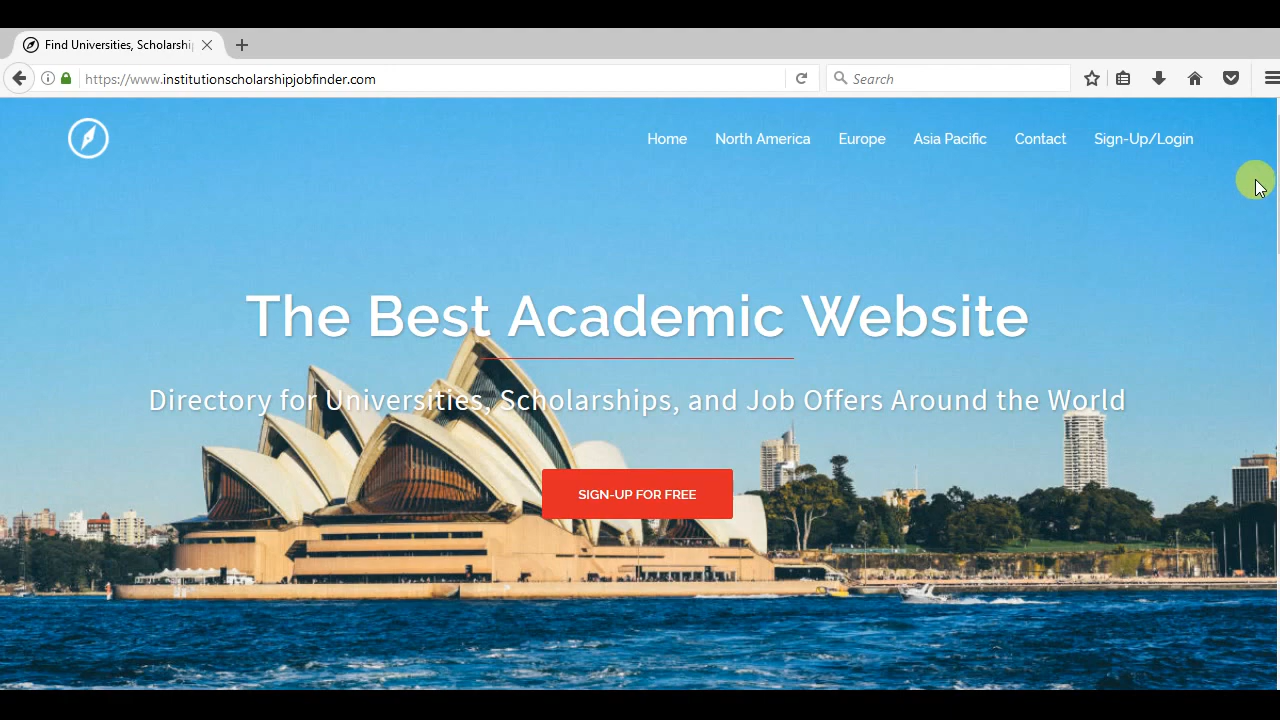 Find Universities, Scholarshi
https://www.institutionscholarshipjobfinder.com
Search
Home
North America
Europe
Asia Pacific
Contact
Sign-Up/Login
The Best Academic Website
Directory for Universities, Scholarships, and Job Offers Around the World
SIGN-UP FOR FREE